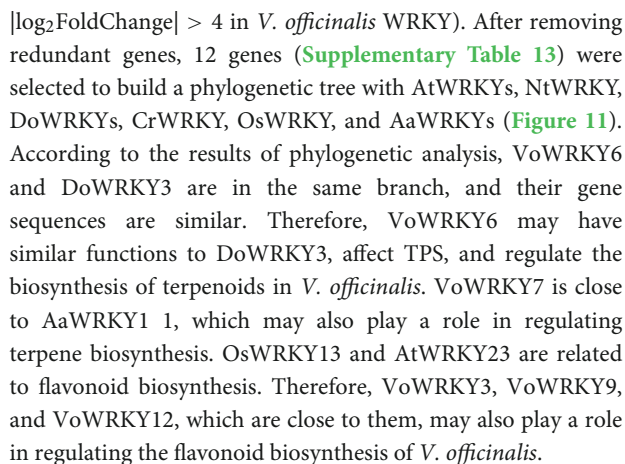 |log₂FoldChange| > 4 in V. officinalis WRKY). After removing
redundant genes, 12 genes (Supplementary Table 13) were
selected to build a phylogenetic tree with AtWRKYs, NtWRKY,
DoWRKYs, CrWRKY, OsWRKY, and AaWRKYs (Figure 11).
According to the results of phylogenetic analysis, VoWRKY6
and DoWRKY3 are in the same branch, and their gene
sequences are similar. Therefore, VoWRKY6 may have
similar functions to DoWRKY3, affect TPS, and regulate the
biosynthesis of terpenoids in V. officinalis. VoWRKY7 is close
to AaWRKY1 1, which may also play a role in regulating
terpene biosynthesis. OsWRKY13 and AtWRKY23 are related
to flavonoid biosynthesis. Therefore, VoWRKY3, VoWRKY9,
and VoWRKY12, which are close to them, may also play a role
in regulating the flavonoid biosynthesis of V. officinalis.